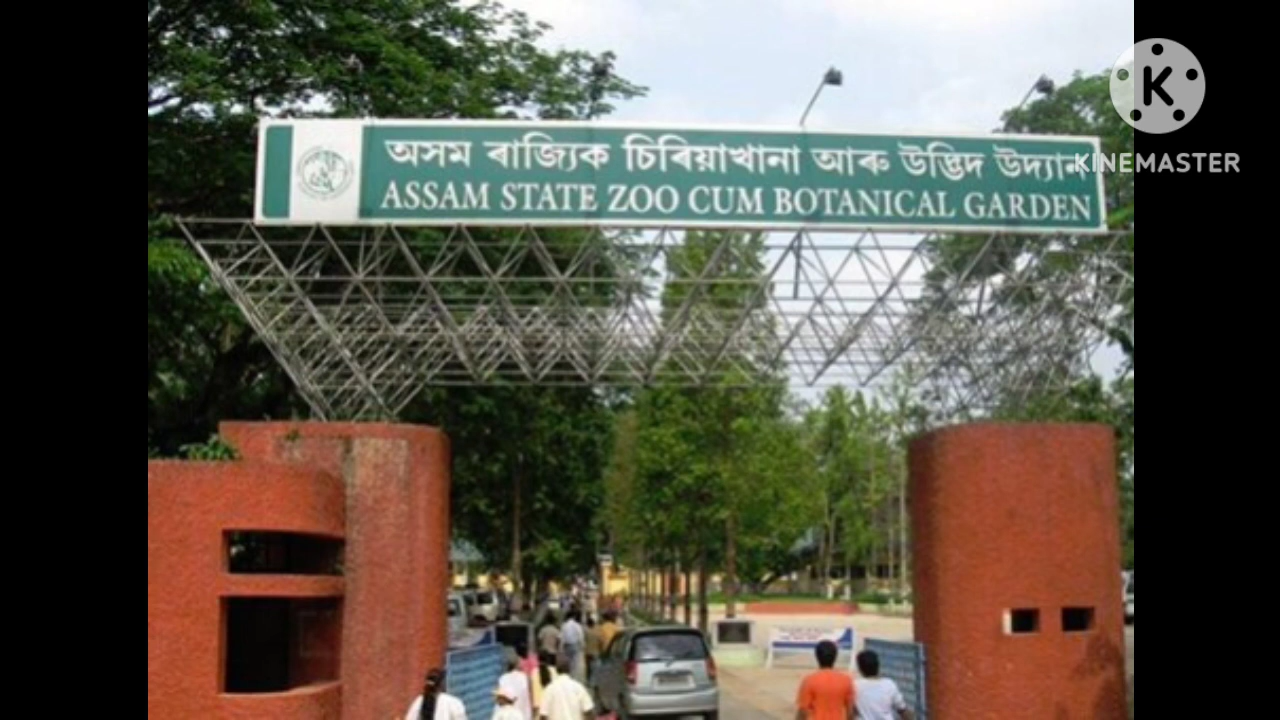 অসম ৰাজ্যিক চিৰিয়াখানা আৰু উদ্ভিদ উদ্যান
ASSAM STATE ZOO CUM BOTANICAL GARDEN
KINEMASTER